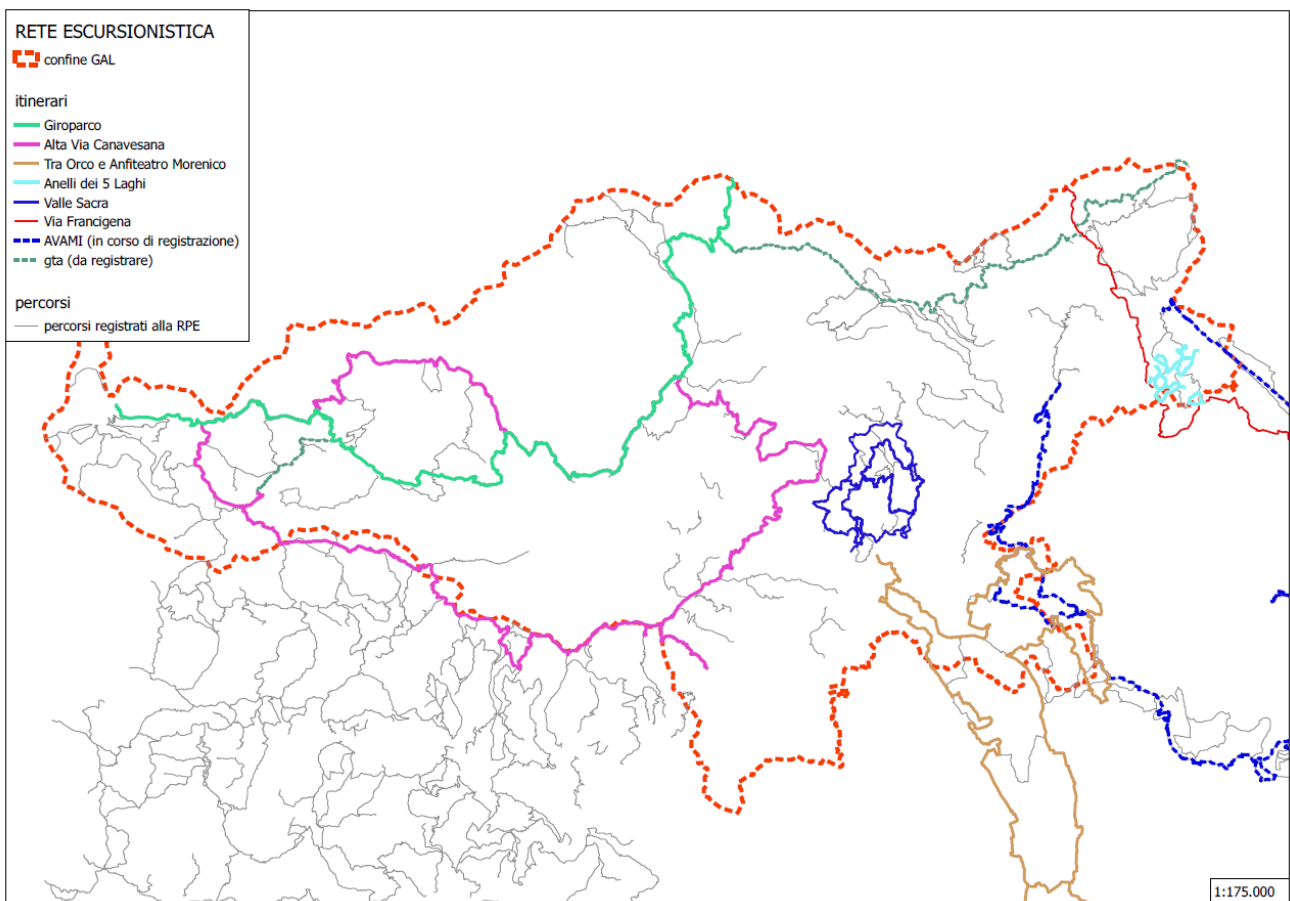 RETE ESCURSIONISTICA
confine GAL
itinerari
Giroparco
Alta Via Canavesana
Tra Orco e Anfiteatro Morenico
Anelli dei 5 Laghi
Valle Sacra
Via Francigena
AVAMI (in corso di registrazione)
gta (da registrare)
percorsi
percorsi registrati alla RPE
1:175.000